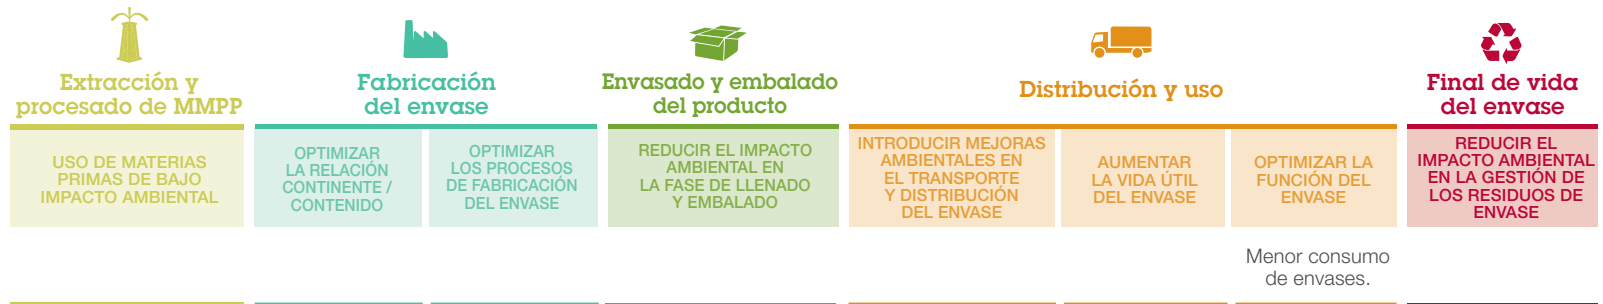 Extracción y
procesado de MMPP
Fabricación
del envase
Envasado y embalado
del producto
Distribución y uso
Final de vida
del envase
USO DE MATERIAS
PRIMAS DE BAJO
IMPACTO AMBIENTAL
OPTIMIZAR
LA RELACIÓN
CONTINENTE /
CONTENIDO
OPTIMIZAR
LOS PROCESOS
DE FABRICACIÓN
DEL ENVASE
REDUCIR EL IMPACTO
AMBIENTAL EN
LA FASE DE LLENADO
Y EMBALADO
INTRODUCIR MEJORAS
AMBIENTALES EN
EL TRANSPORTE
Y DISTRIBUCIÓN
DEL ENVASE
AUMENTAR
LA VIDA ÚTIL
DEL ENVASE
OPTIMIZAR LA
FUNCIÓN DEL
ENVASE
REDUCIR EL
IMPACTO AMBIENTAL
EN LA GESTIÓN DE
LOS RESIDUOS DE
ENVASE
Menor consumo
de envases.